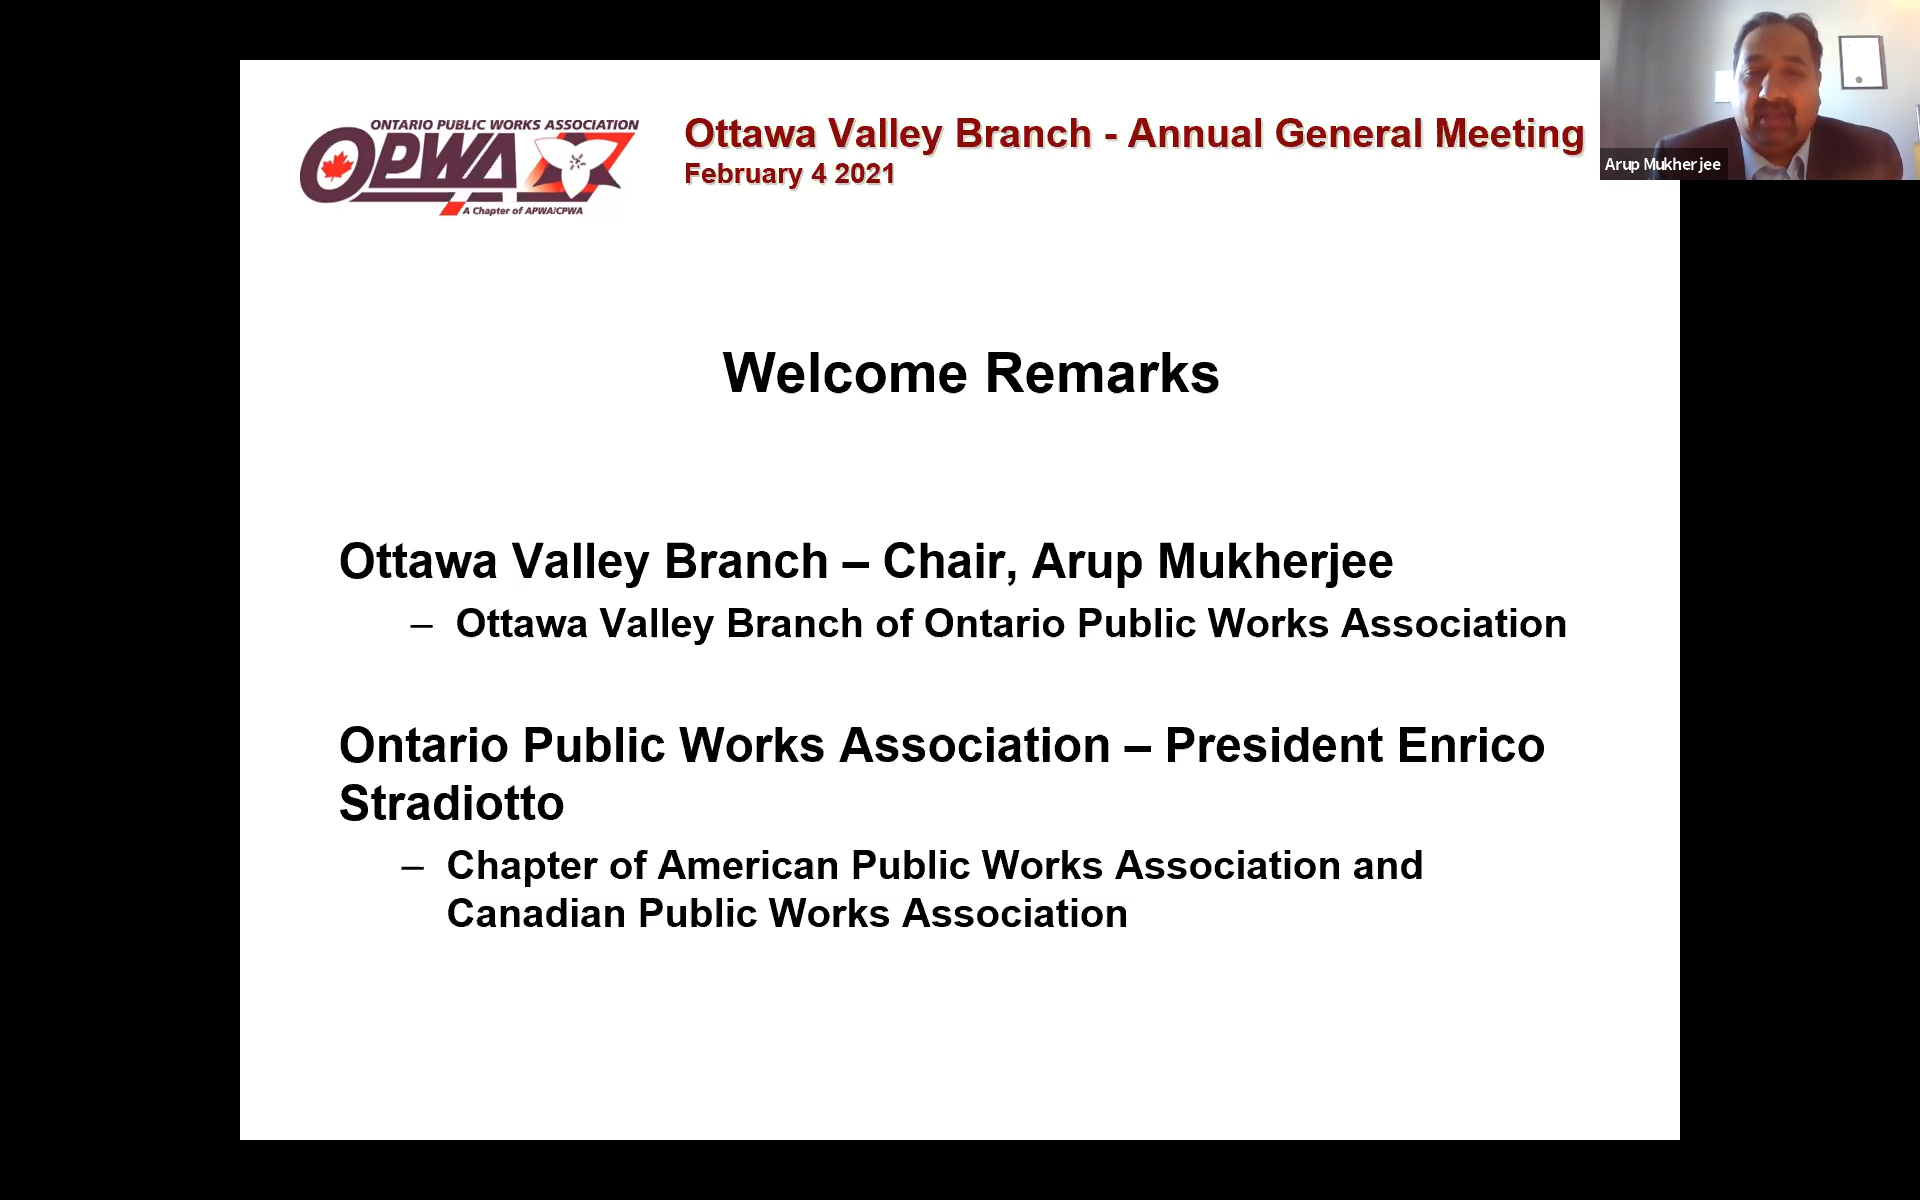 ONTARIO PUBLIC WORKS ASSOCIATION
OPWA
A Chapter of APWA/CPWA
Ottawa Valley Branch - Annual General Meeting
February 4 2021
Arup Mukherjee
Welcome Remarks
Ottawa Valley Branch – Chair, Arup Mukherjee
– Ottawa Valley Branch of Ontario Public Works Association
Ontario Public Works Association – President Enrico
Stradiotto
– Chapter of American Public Works Association and
Canadian Public Works Association